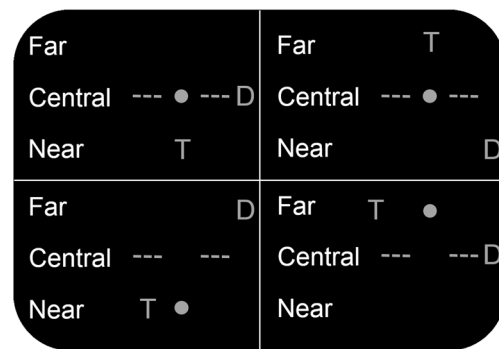 Far
Central --- ● --- D
Near T
Far T
Central --- ● ---
Near D
Far D
Central --- ---
Near T ●
Far T ●
Central --- --- D
Near